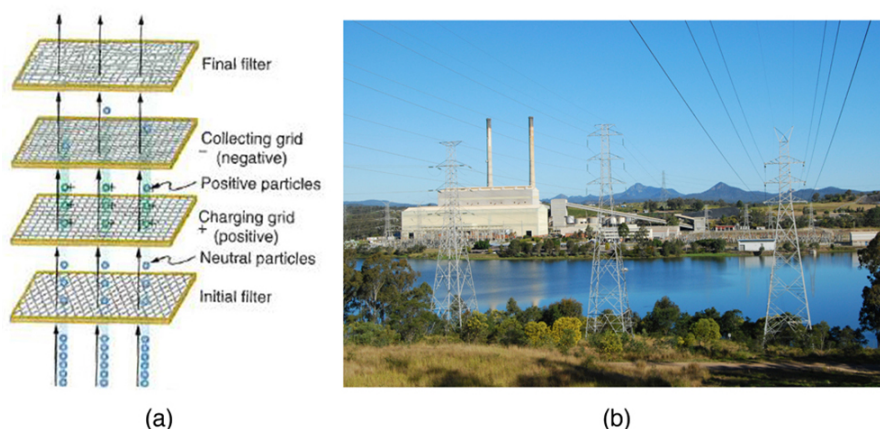 Final filter
Collecting grid
– (negative)
Positive particles
Charging grid
+ (positive)
Neutral particles
Initial filter
(a)
(b)